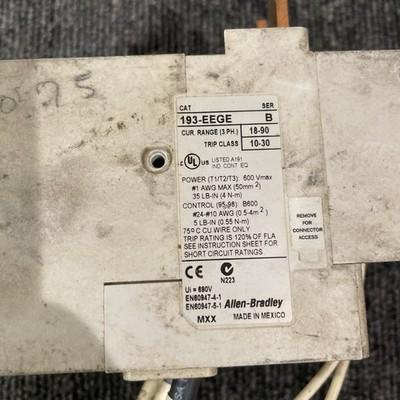 CAT SER
193-EEGE B
CUR. RANGE (3 PH.) 18-90
TRIP CLASS 10-30
UL US LISTED A191
IND. CONT. EQ
POWER (T1/T2/T3): 600 Vmax
#1 AWG MAX (50mm²)
35 LB-IN (4 N-m)
CONTROL (95-98): B600
#24-#10 AWG (0.5-4m²)
5 LB-IN (0.55 N-m)
75º C CU WIRE ONLY
TRIP RATING IS 120% OF FLA
SEE INSTRUCTION SHEET FOR
SHORT CIRCUIT RATINGS
CE
N223
Ui = 690V
EN60947-4-1
EN60947-5-1
Allen-Bradley
MXX MADE IN MEXICO
REMOVE
FOR
CONNECTOR
ACCESS